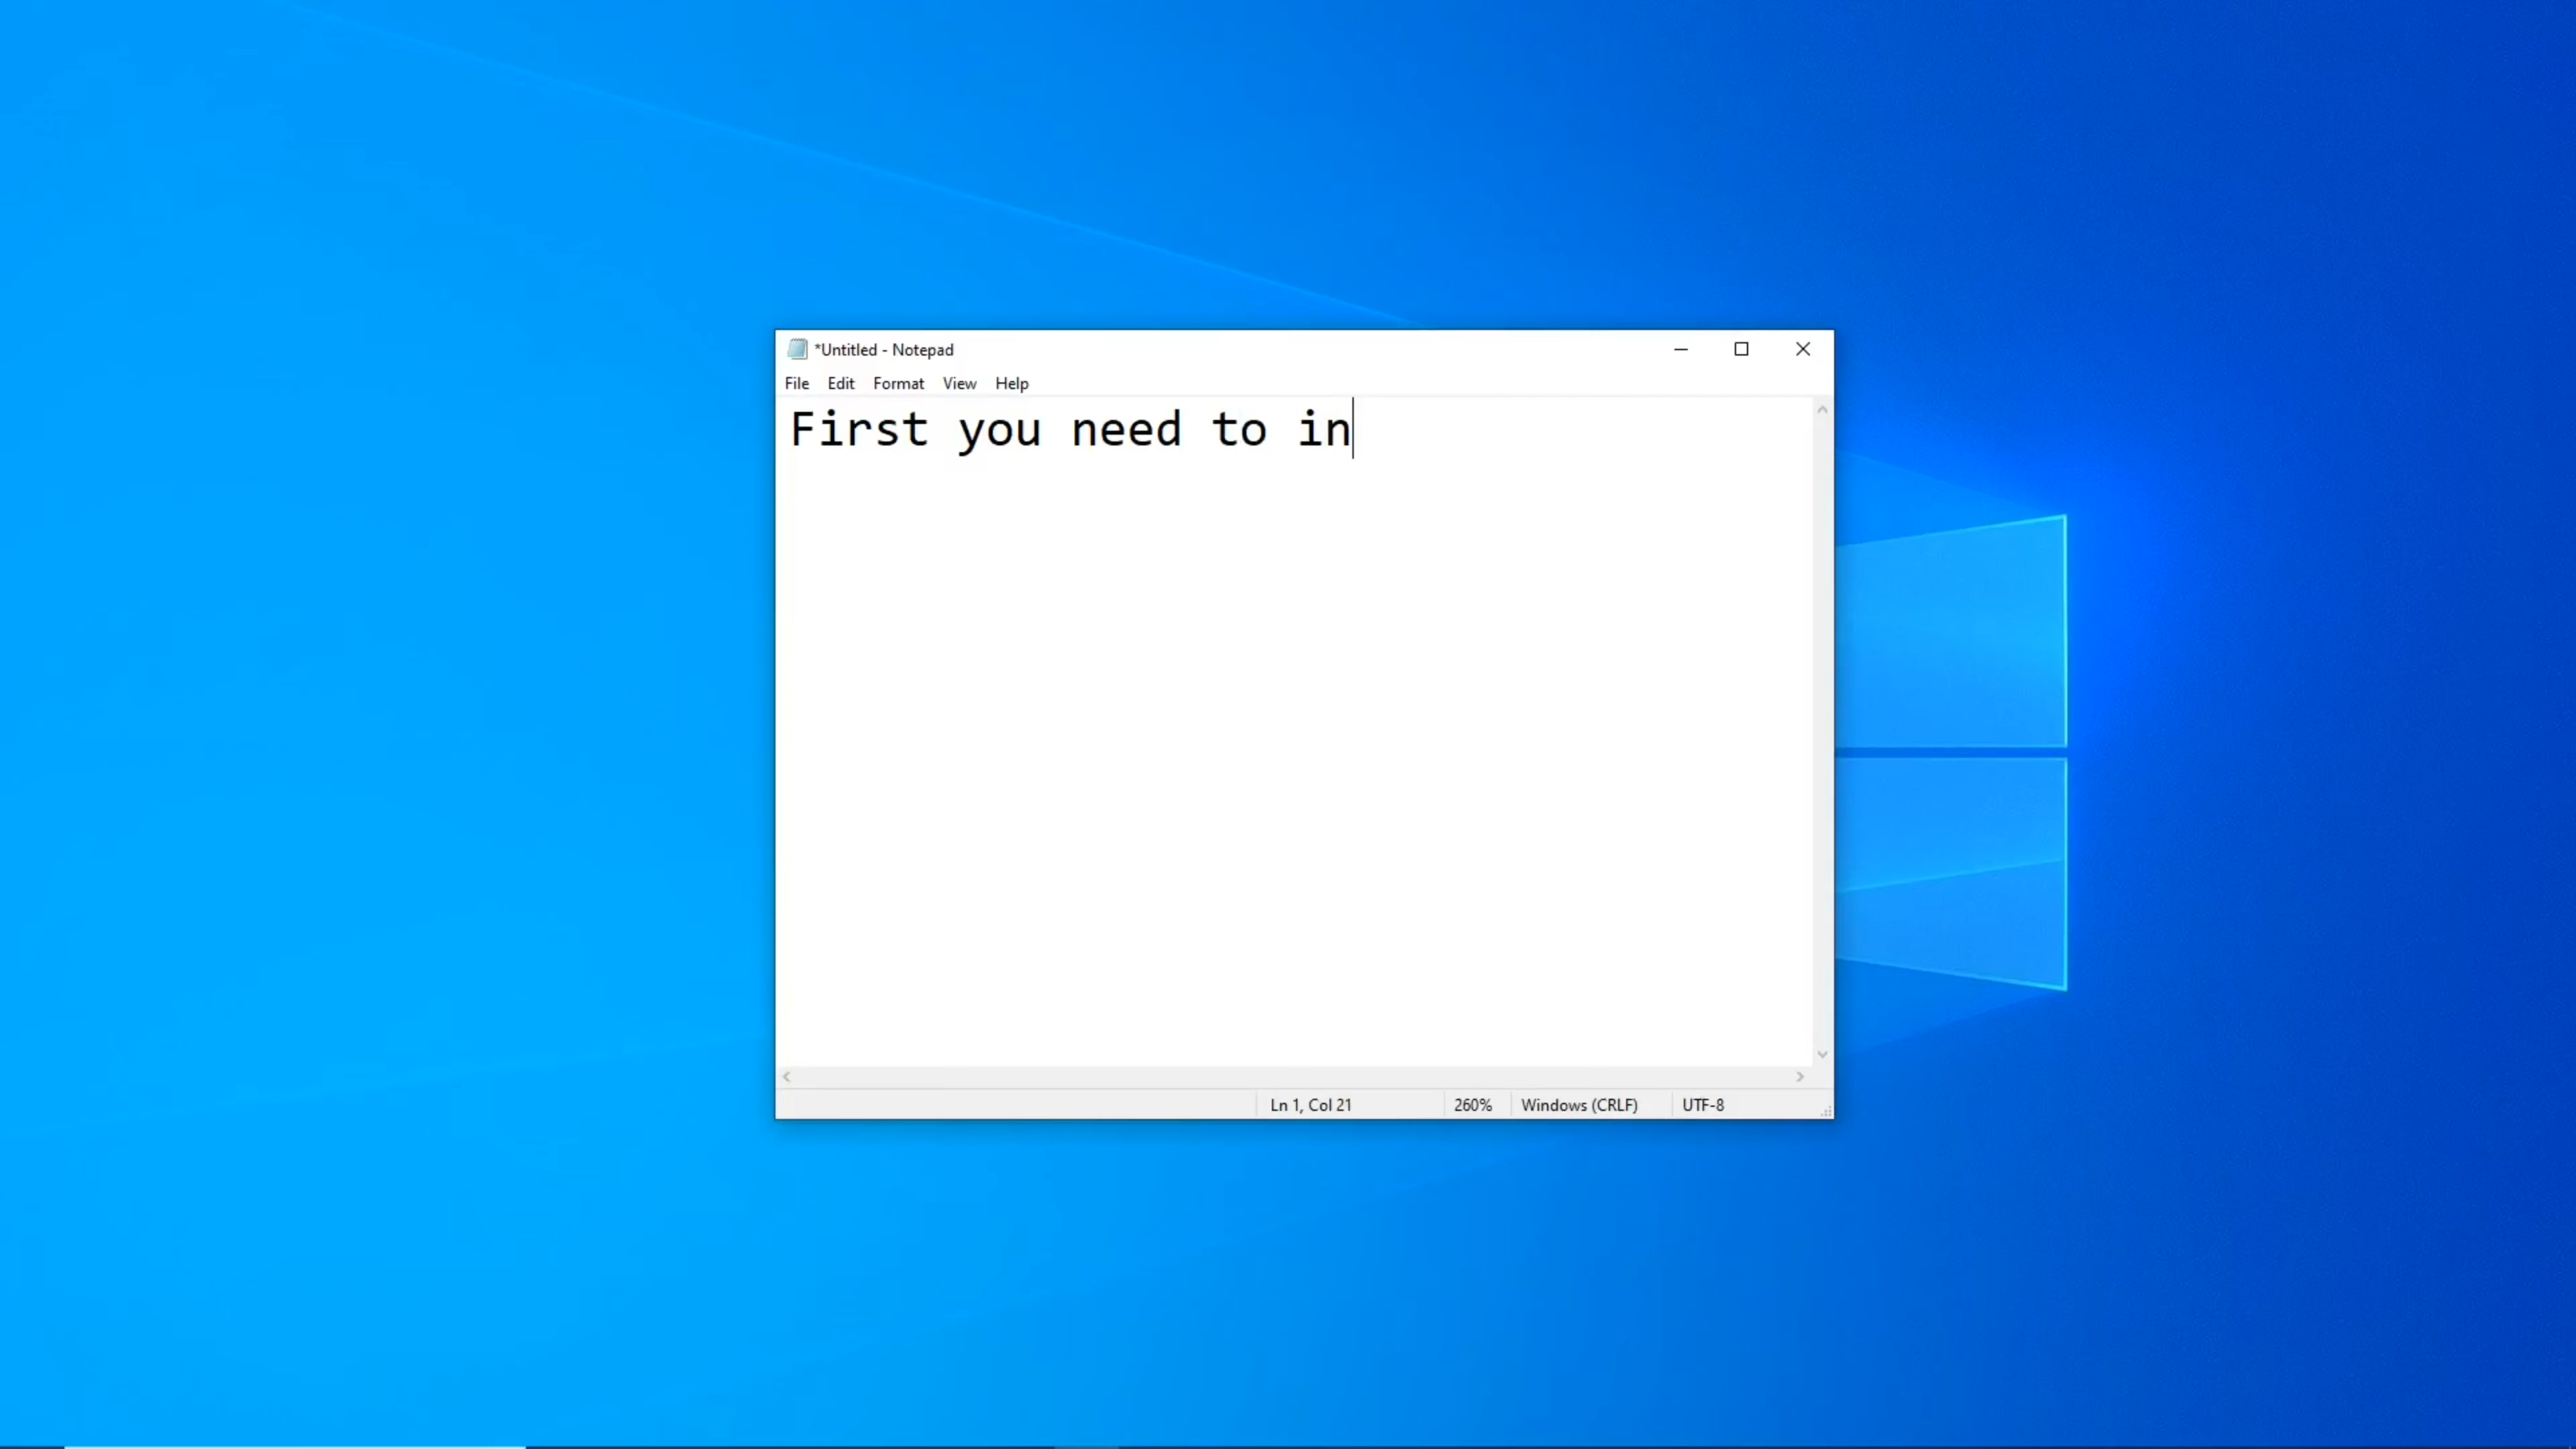 *Untitled - Notepad
File Edit Format View Help
First you need to in
Ln 1, Col 21 260% Windows (CRLF) UTF-8